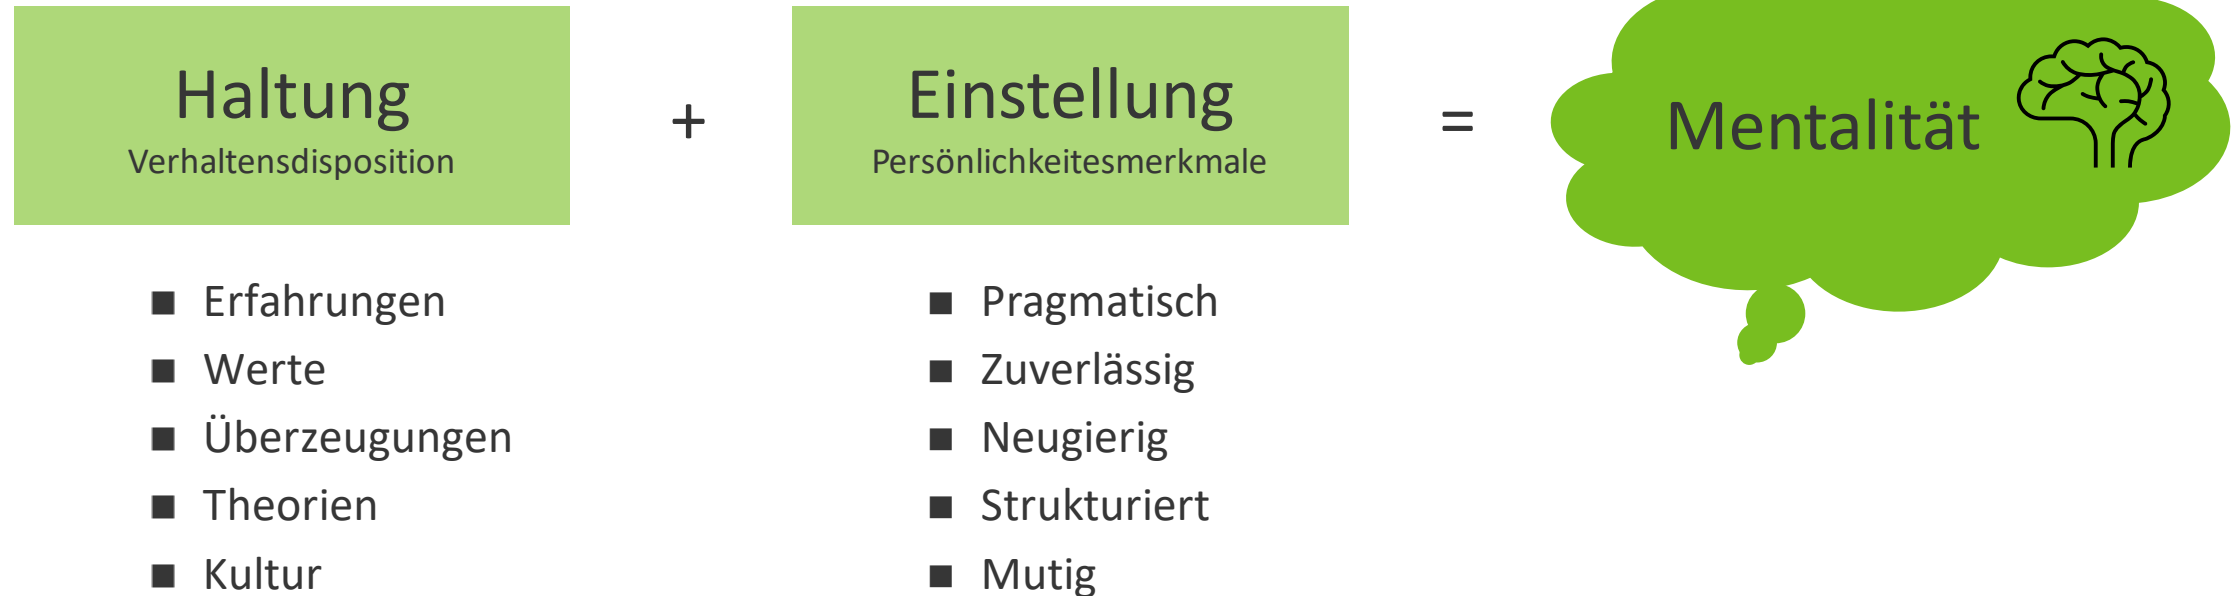 Haltung
Verhaltensdisposition
+
Einstellung
Persönlichkeitesmerkmale
=
Mentalität
■ Erfahrungen
■ Werte
■ Überzeugungen
■ Theorien
■ Kultur
■ Pragmatisch
■ Zuverlässig
■ Neugierig
■ Strukturiert
■ Mutig